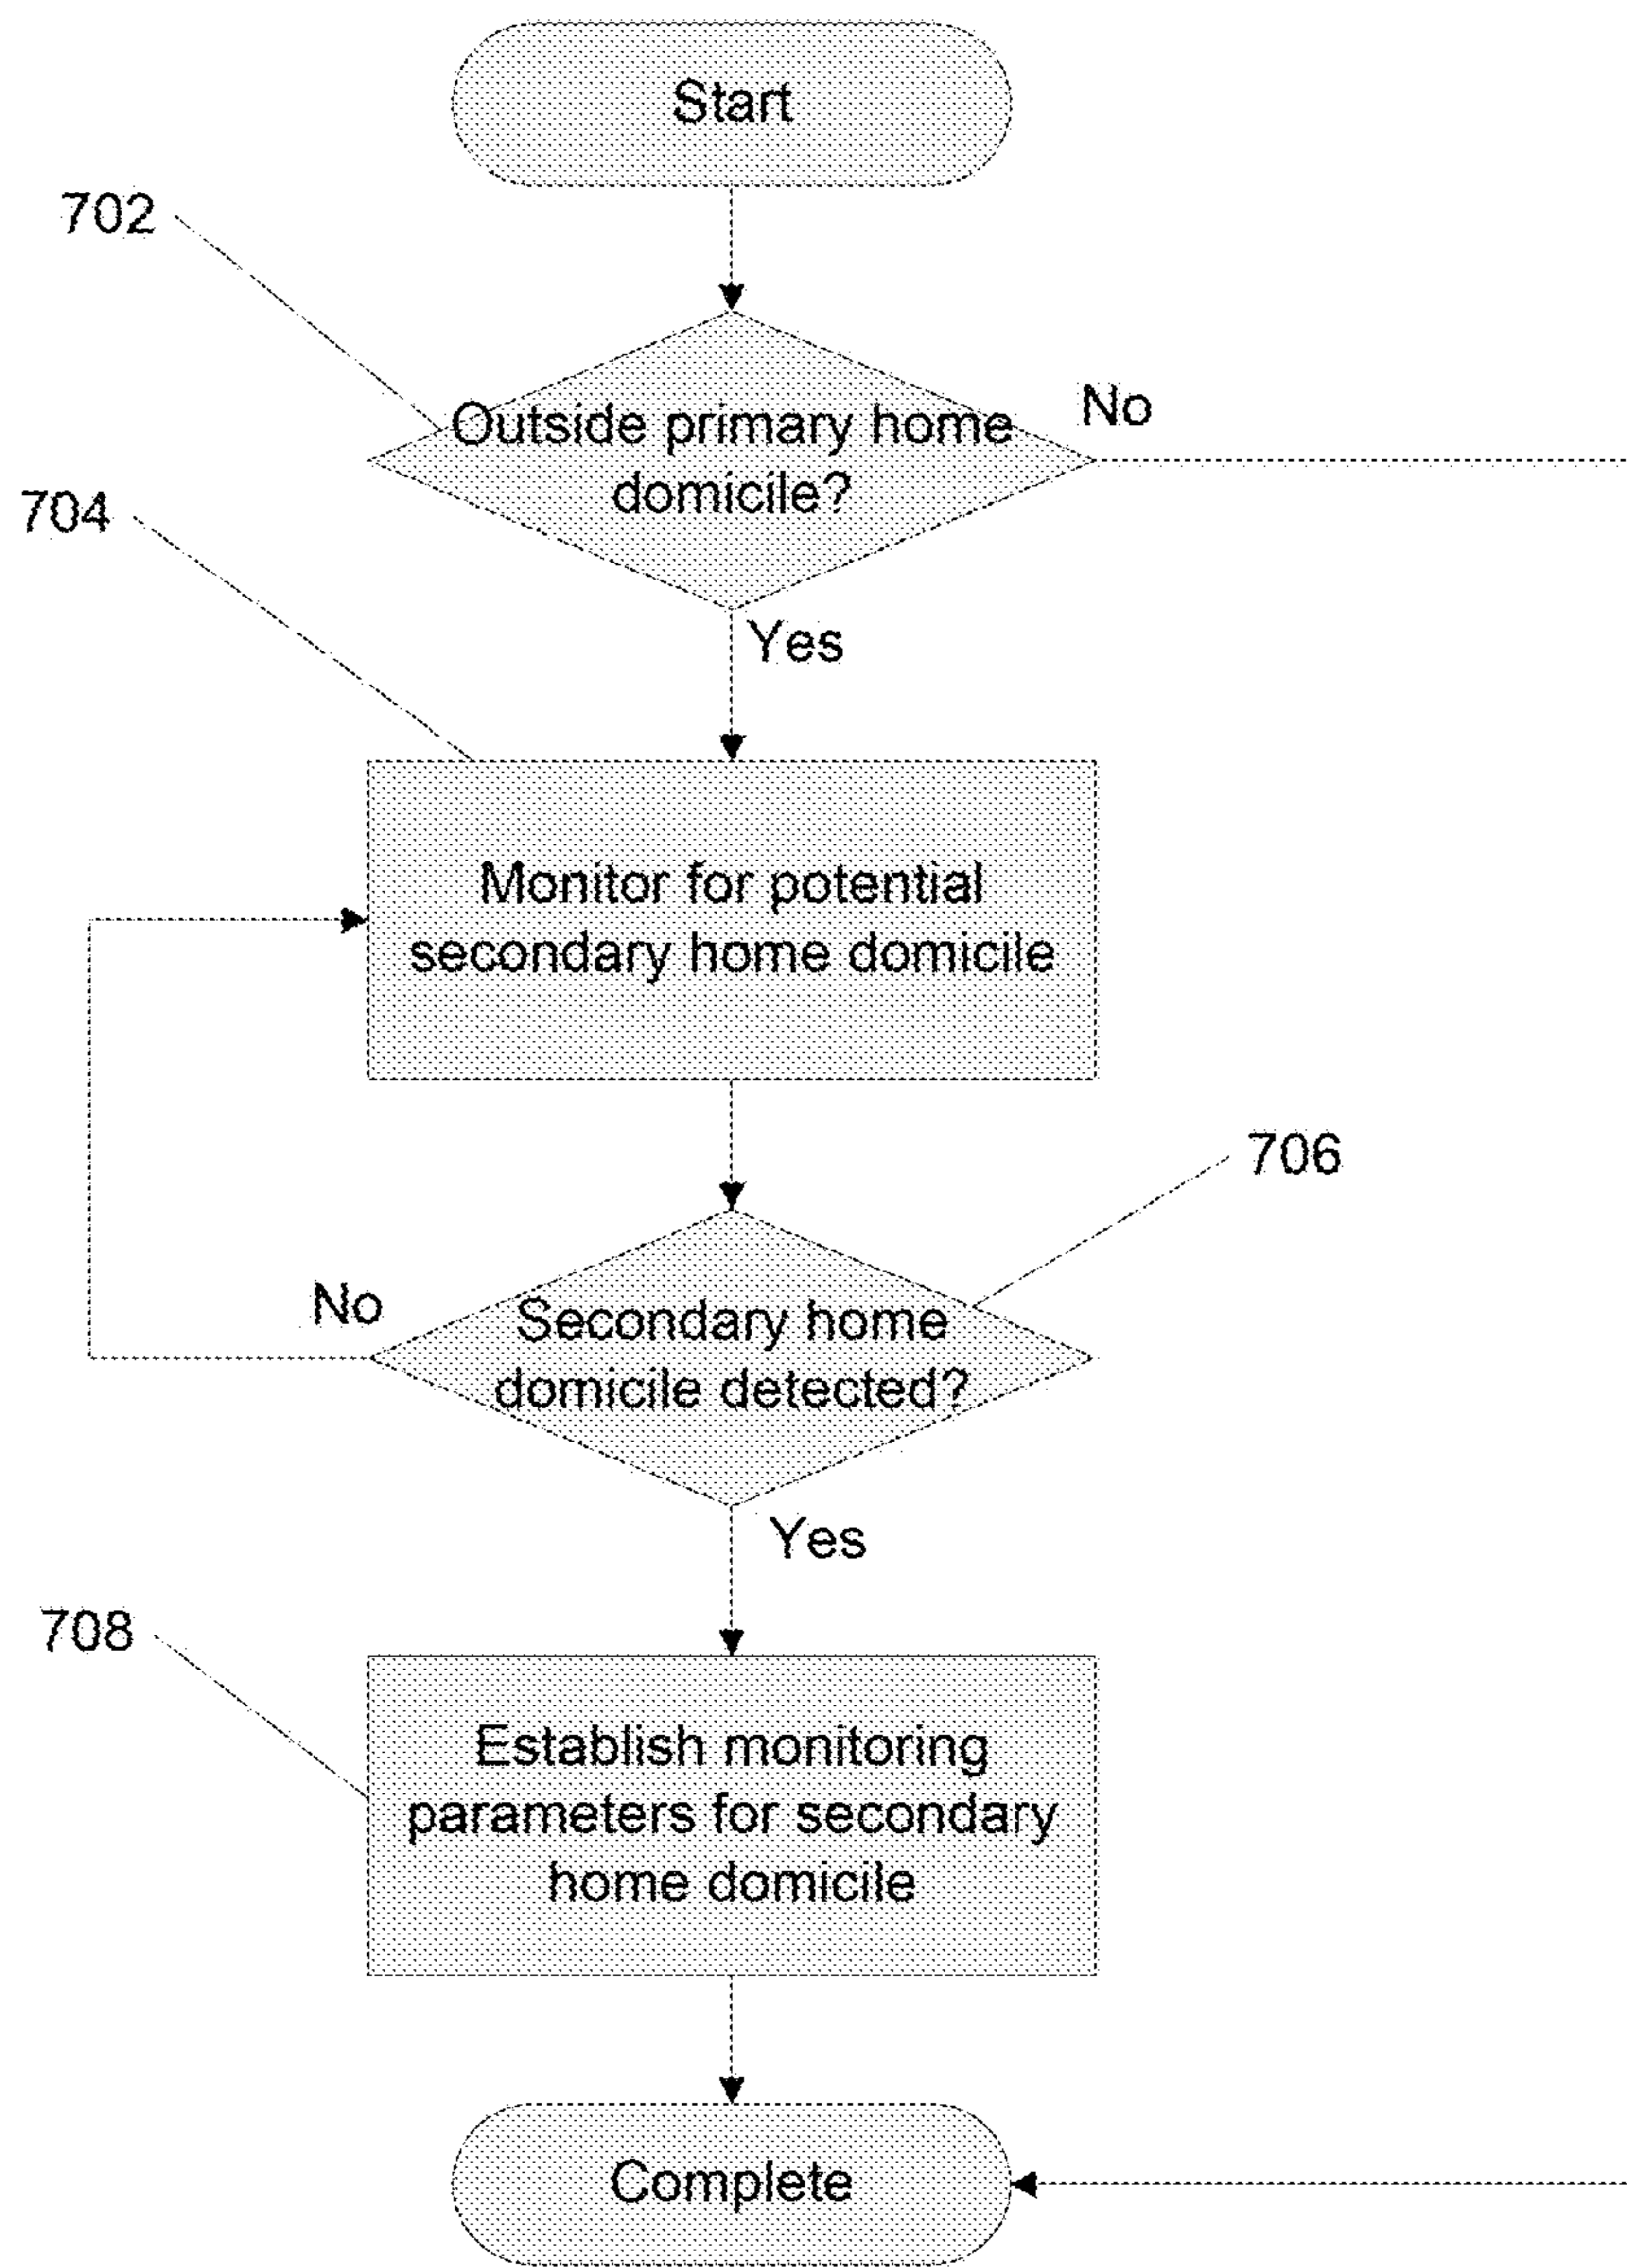 Start
702
Outside primary home
domicile?
No
704
Yes
Monitor for potential
secondary home domicile
706
No
Secondary home
domicile detected?
Yes
708
Establish monitoring
parameters for secondary
home domicile
Complete